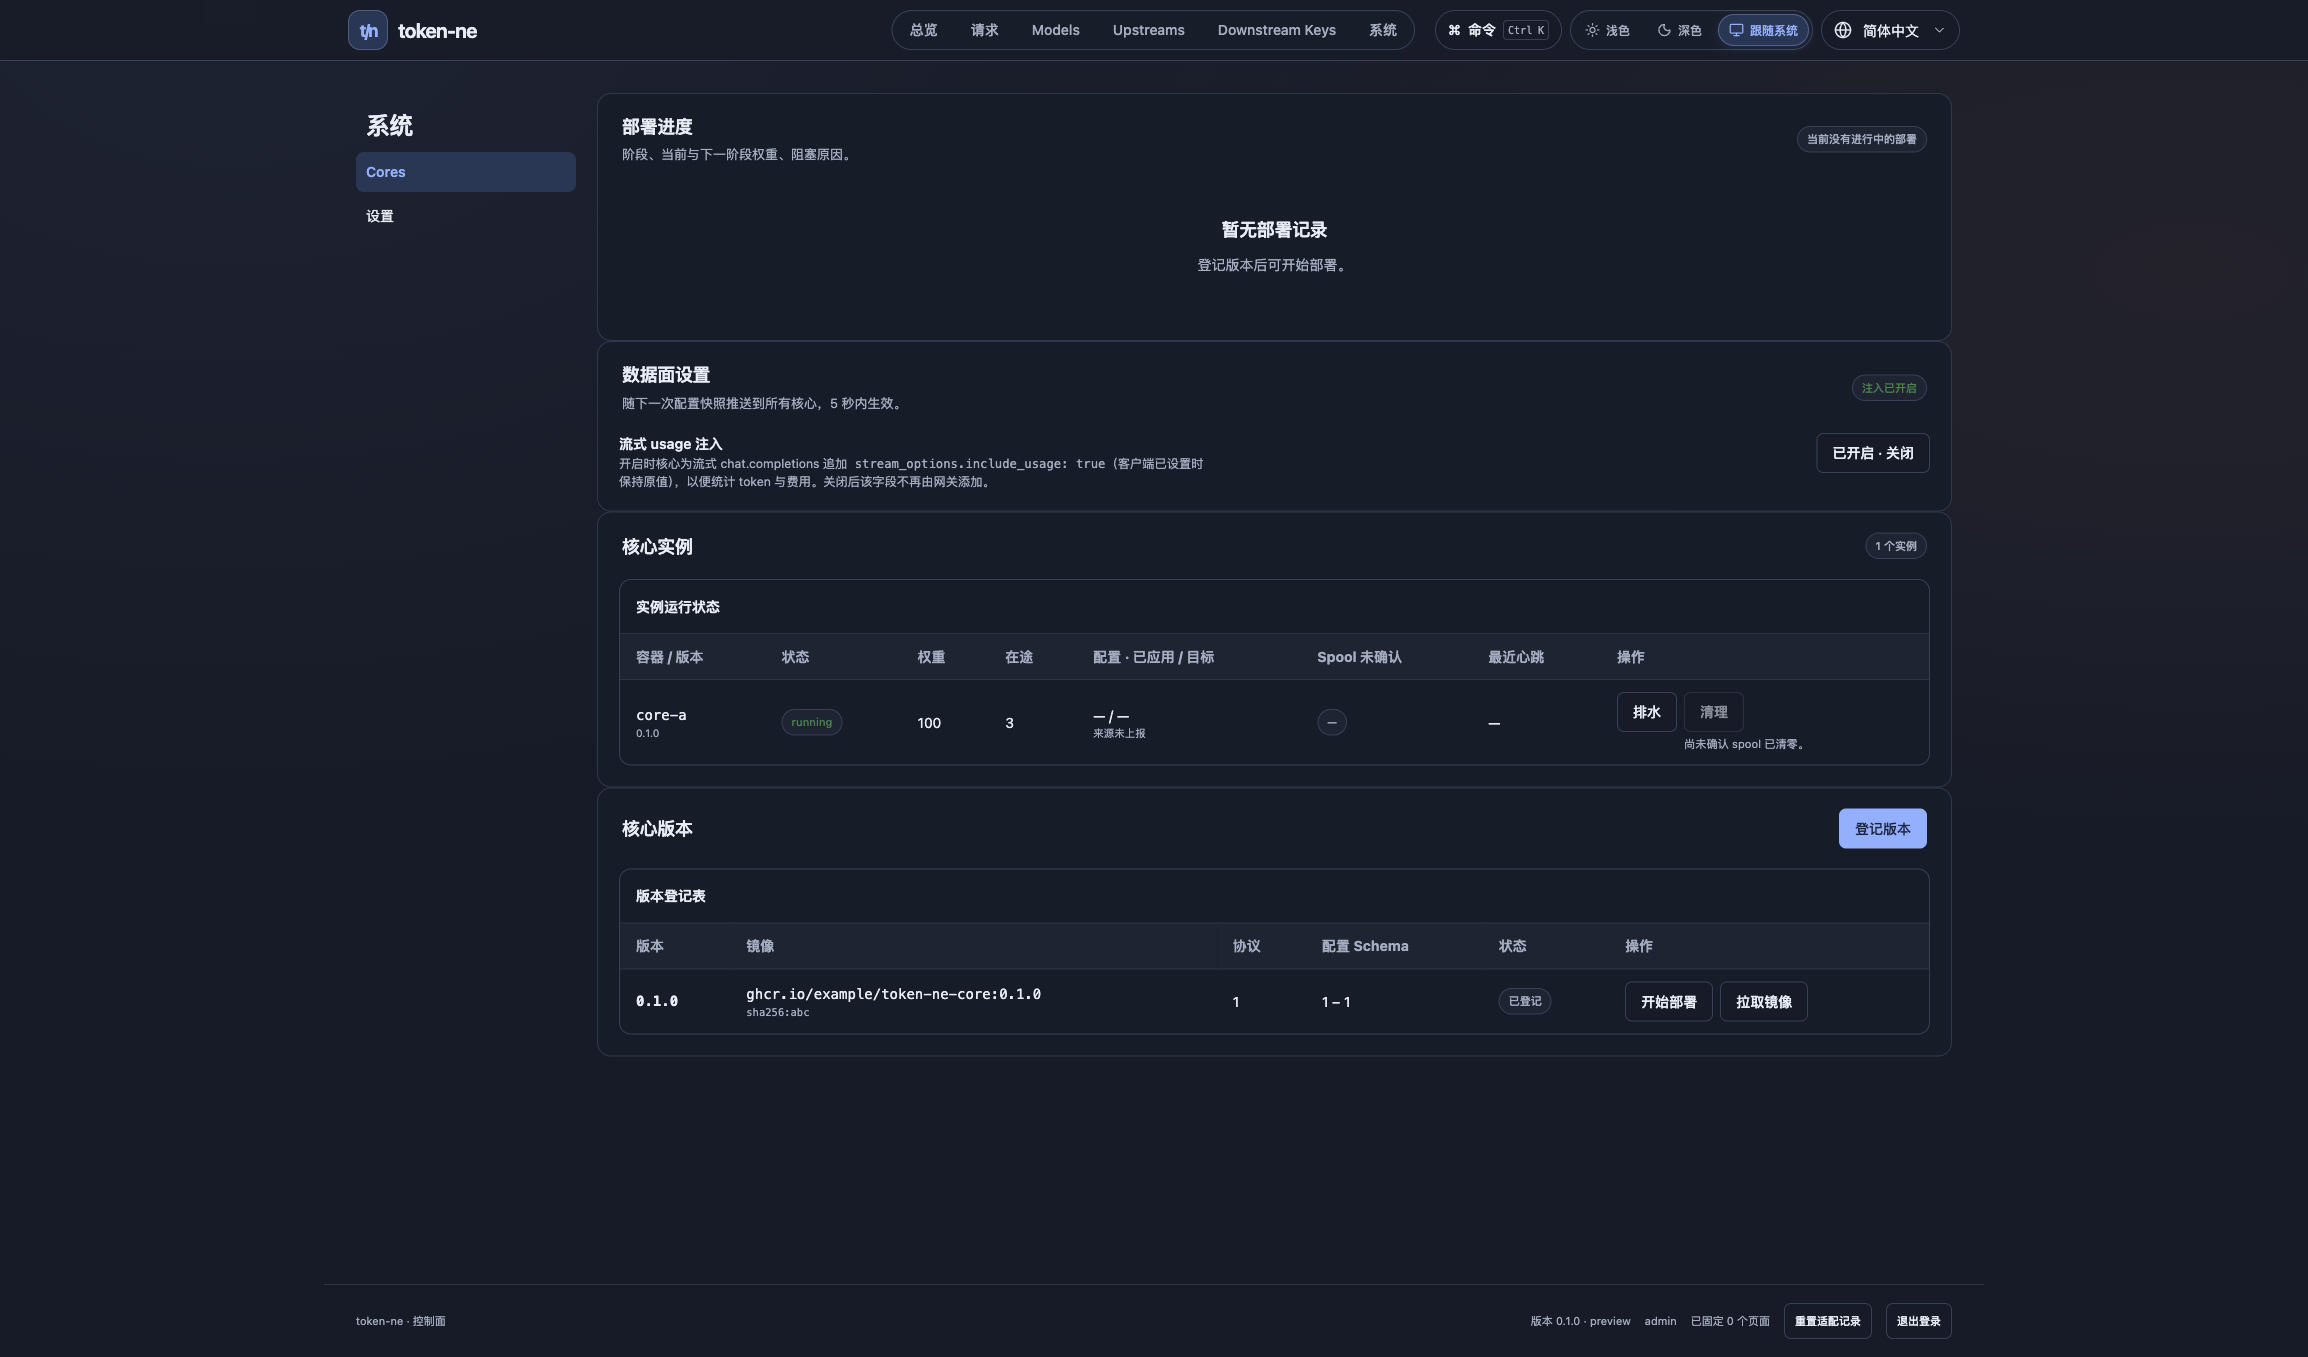 t/n token-ne
总览 请求 Models Upstreams Downstream Keys 系统
⌘ 命令 Ctrl K
浅色 深色 跟随系统
简体中文
系统
Cores
设置
部署进度
阶段、当前与下一阶段权重、阻塞原因。
当前没有进行中的部署
暂无部署记录
登记版本后可开始部署。
数据面设置
随下一次配置快照推送到所有核心，5 秒内生效。
注入已开启
流式 usage 注入
开启时核心为流式 chat.completions 追加 stream_options.include_usage: true（客户端已设置时
保持原值），以便统计 token 与费用。关闭后该字段不再由网关添加。
已开启 · 关闭
核心实例
1 个实例
实例运行状态
容器 / 版本 状态 权重 在途 配置 · 已应用 / 目标 Spool 未确认 最近心跳 操作
core-a running 100 3 — / — — — 排水 清理
0.1.0 来源未上报 尚未确认 spool 已清零。
核心版本
登记版本
版本登记表
版本 镜像 协议 配置 Schema 状态 操作
0.1.0 ghcr.io/example/token-ne-core:0.1.0 1 1 – 1 已登记 开始部署 拉取镜像
sha256:abc
token-ne · 控制面
版本 0.1.0 · preview admin 已固定 0 个页面 重置适配记录 退出登录